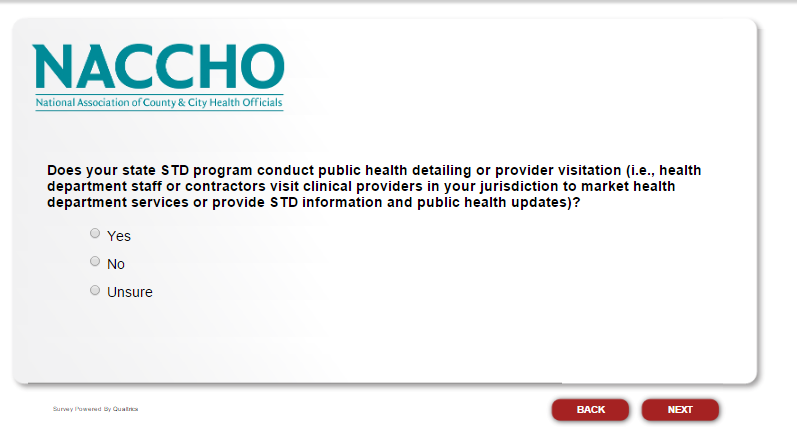 NACCHO
National Association of County & City Health Officials
Does your state STD program conduct public health detailing or provider visitation (i.e., health
department staff or contractors visit clinical providers in your jurisdiction to market health
department services or provide STD information and public health updates)?
Yes
No
Unsure
Survey Powered By Qualtrics
BACK
NEXT